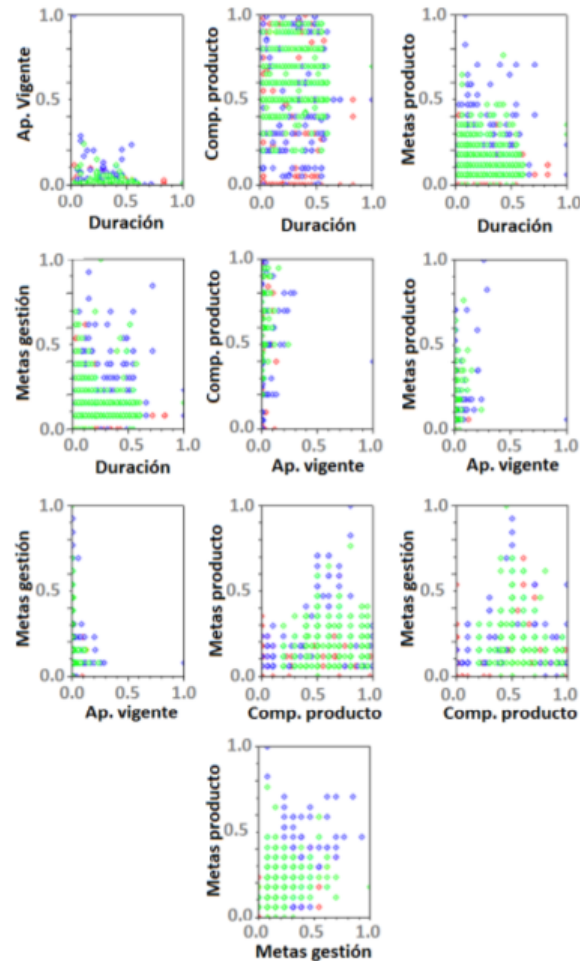 1.0 1.0 1.0
Ap. Vigente Comp. producto Metas producto
0.5 0.5 0.5
0.0 0.0 0.0
0.0 0.5 1.0 0.0 0.5 1.0 0.0 0.5 1.0
Duración Duración Duración
1.0 1.0 1.0
Metas gestión Comp. producto Metas producto
0.5 0.5 0.5
0.0 0.0 0.0
0.0 0.5 1.0 0.0 0.5 1.0 0.0 0.5 1.0
Duración Ap. vigente Ap. vigente
1.0 1.0 1.0
Metas gestión Metas producto Metas gestión
0.5 0.5 0.5
0.0 0.0 0.0
0.0 0.5 1.0 0.0 0.5 1.0 0.0 0.5 1.0
Ap. vigente Comp. producto Comp. producto
1.0
Metas producto
0.5
0.0
0.0 0.5 1.0
Metas gestión